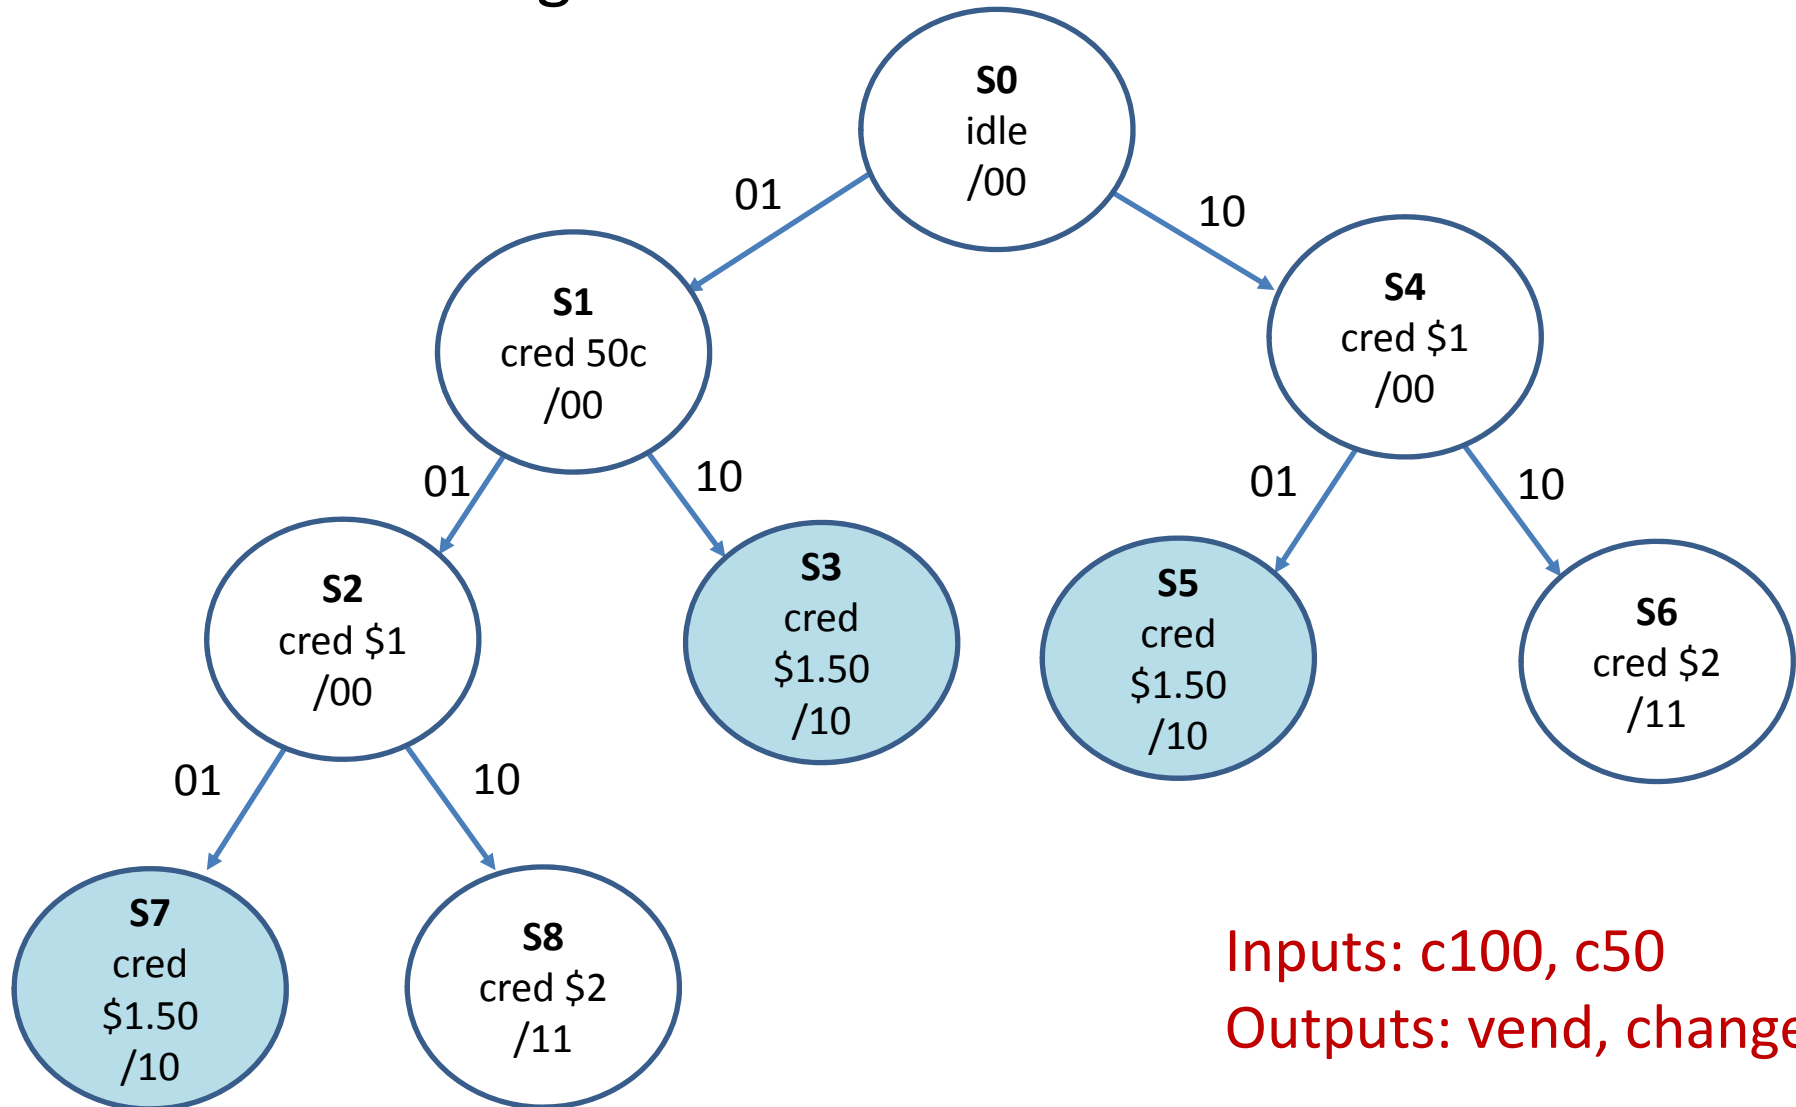 g
S0
idle
/00
01
10
S1
cred 50c
/00
S4
cred $1
/00
01
10
01
10
S2
cred $1
/00
S3
cred
$1.50
/10
S5
cred
$1.50
/10
S6
cred $2
/11
01
10
S7
cred
$1.50
/10
S8
cred $2
/11
Inputs: c100, c50
Outputs: vend, change